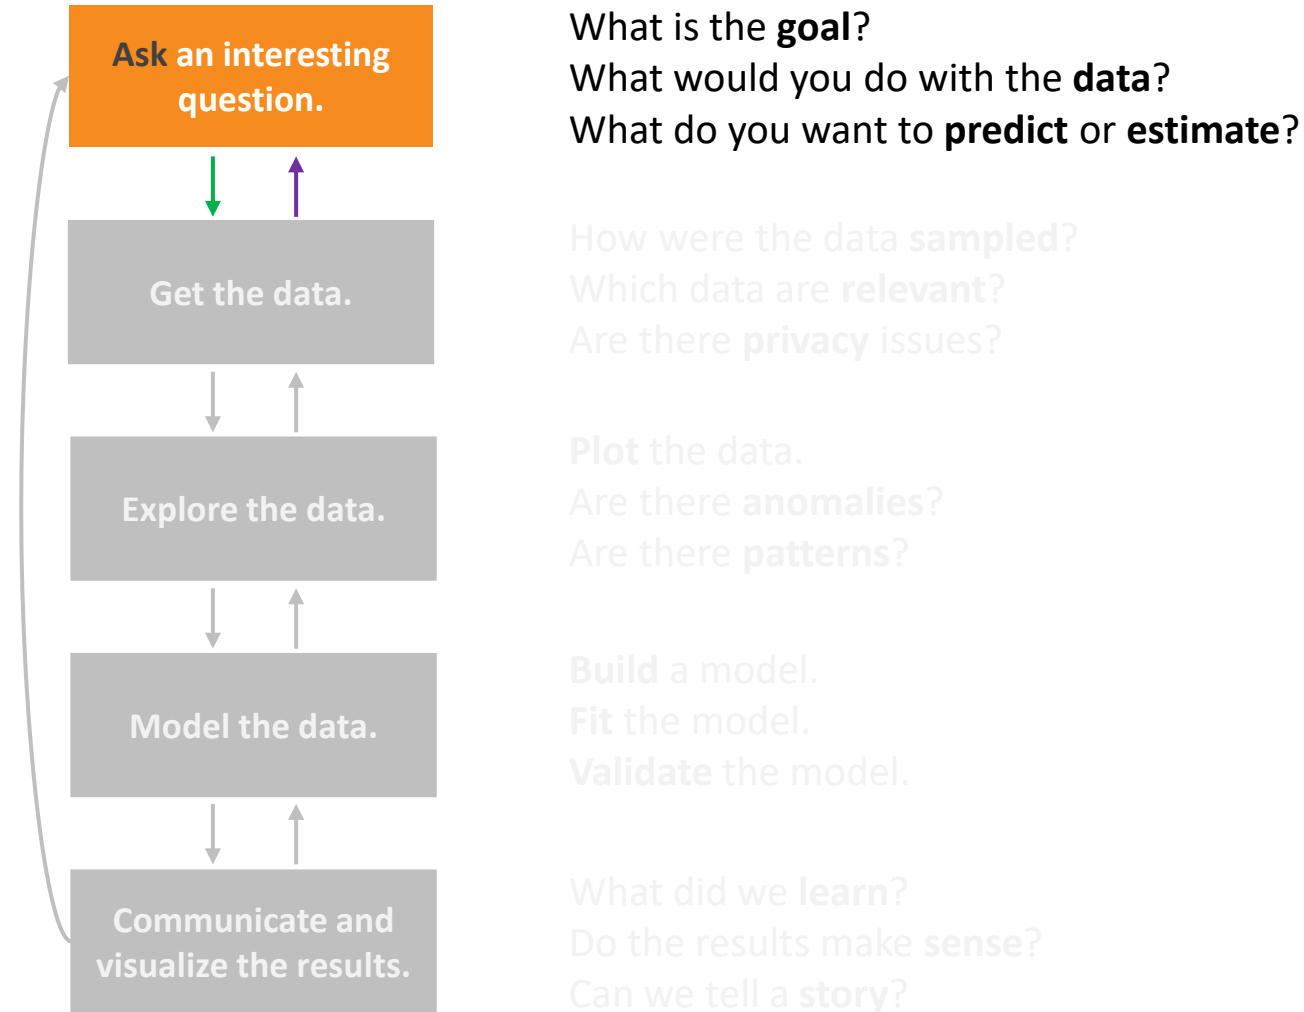 Ask an interesting
question.
What is the goal?
What would you do with the data?
What do you want to predict or estimate?
Get the data.
How were the data sampled?
Which data are relevant?
Are there privacy issues?
Explore the data.
Plot the data.
Are there anomalies?
Are there patterns?
Model the data.
Build a model.
Fit the model.
Validate the model.
Communicate and
visualize the results.
What did we learn?
Do the results make sense?
Can we tell a story?